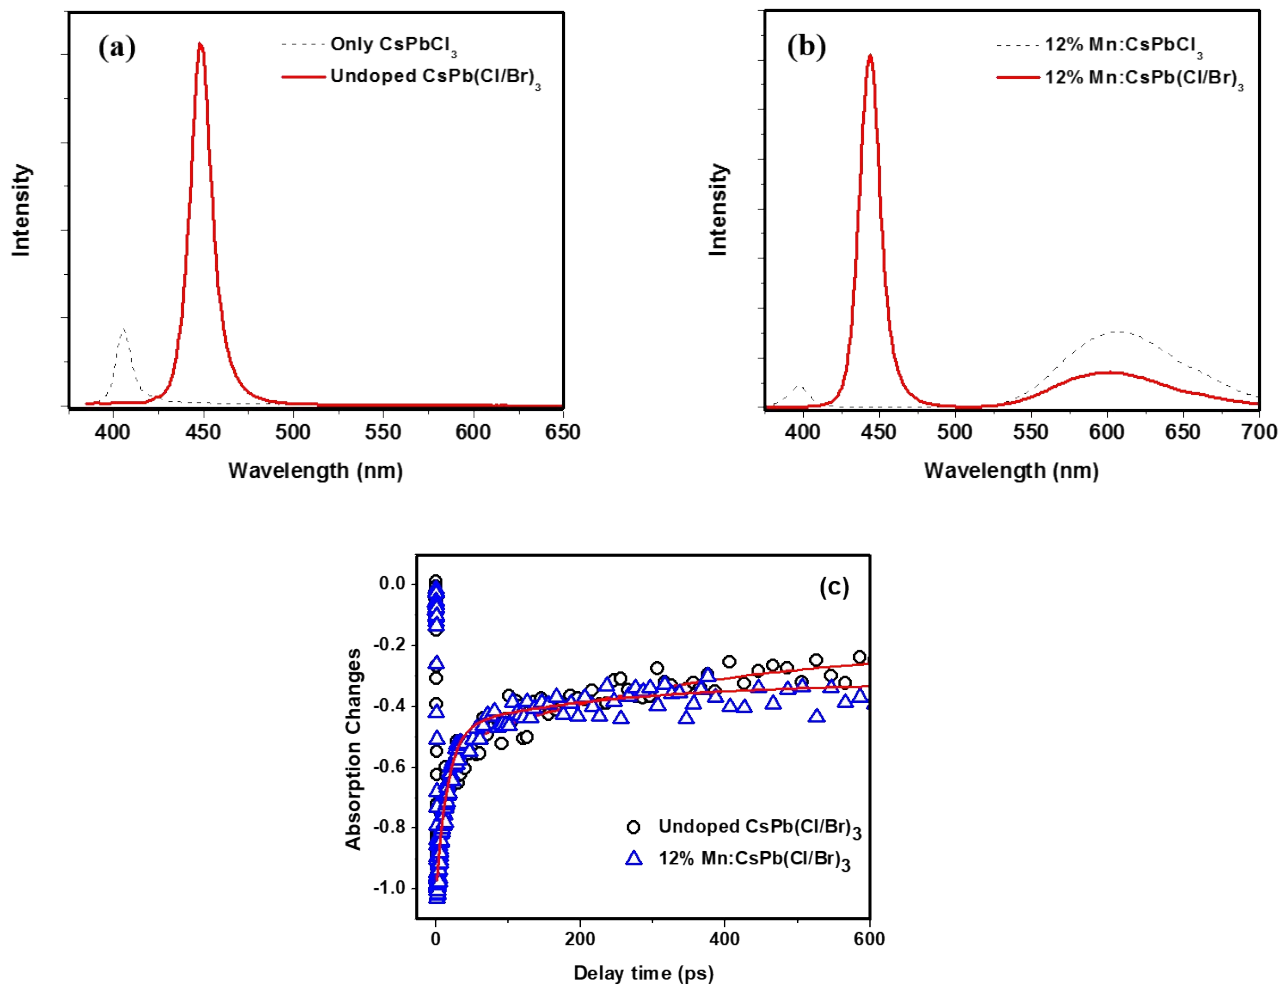 (a)
Only CsPbCl3
Undoped CsPb(Cl/Br)3
Intensity
400 450 500 550 600 650
Wavelength (nm)
(b)
12% Mn:CsPbCl3
12% Mn:CsPb(Cl/Br)3
Intensity
400 450 500 550 600 650 700
Wavelength (nm)
(c)
0.0
-0.2
-0.4
-0.6
-0.8
-1.0
Absorption Changes
Undoped CsPb(Cl/Br)3
12% Mn:CsPb(Cl/Br)3
0 200 400 600
Delay time (ps)